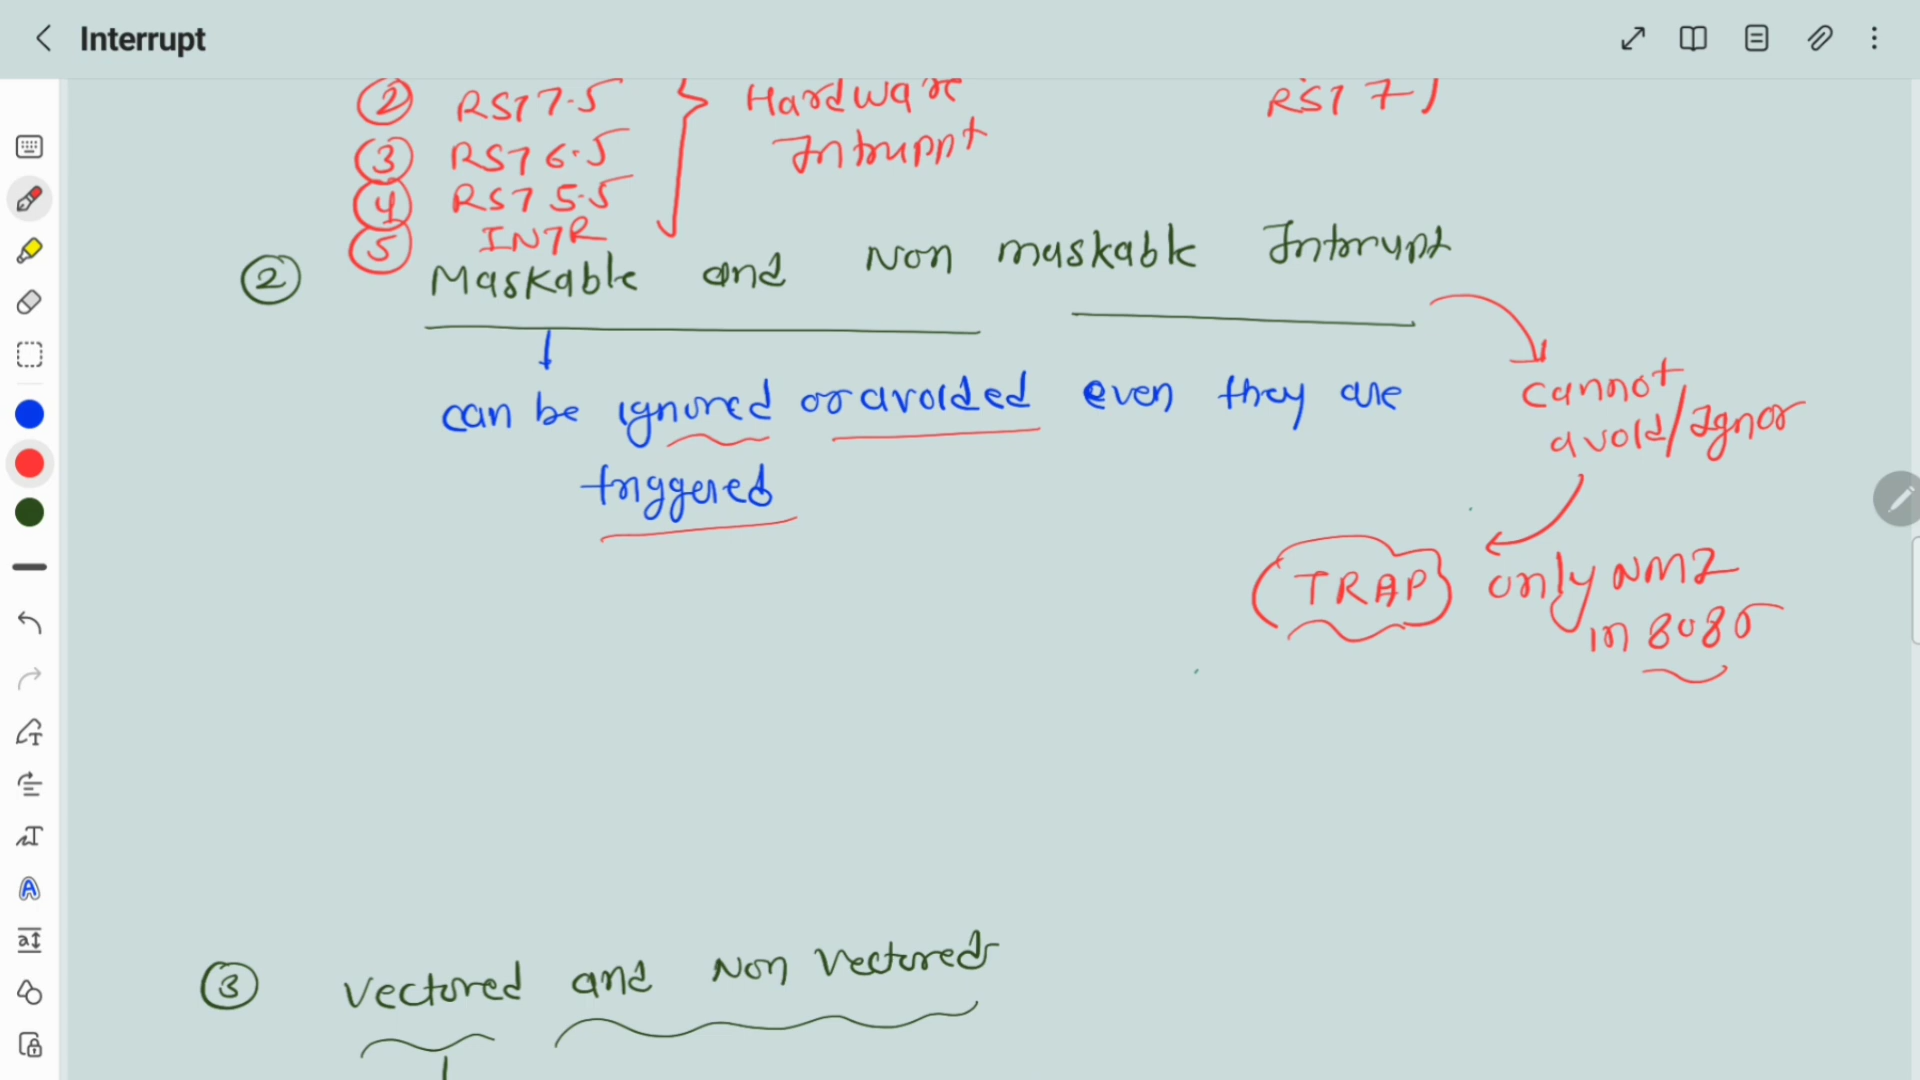 Interrupt
② RST 7.5 } Hardware RST 7
③ RST 6.5 Intruppt
④ RST 5.5
⑤ INTR
② Maskable and Non maskable Intrrupt
can be ignored or avoided even they are
triggered
cannot
avoid/Ignor
TRAP only NMI
in 8085
③ Vectored and Non Vectored